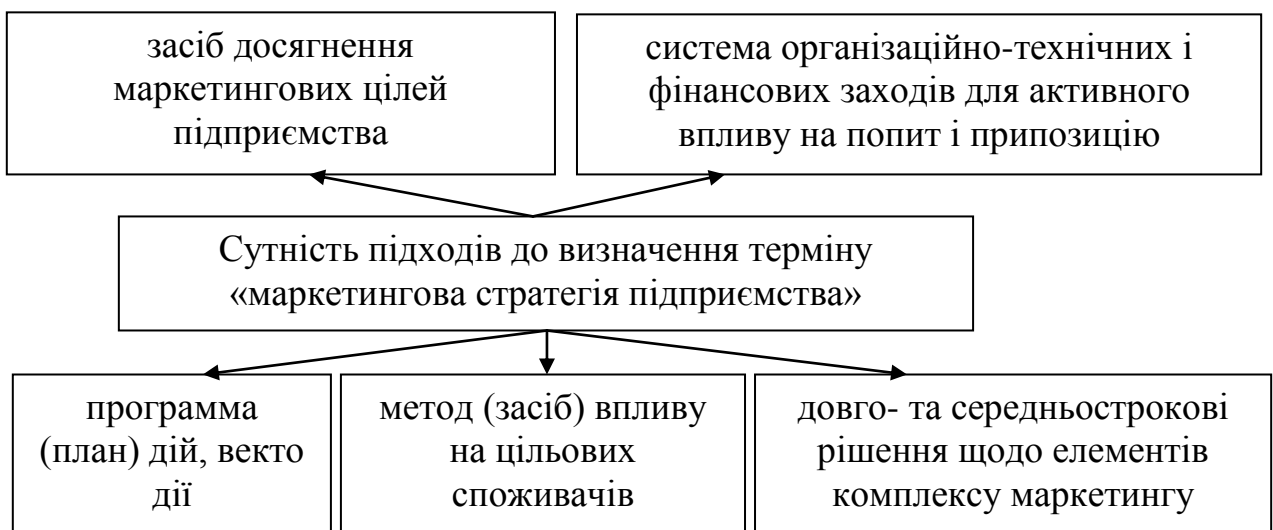 засіб досягнення
маркетингових цілей
підприємства
система організаційно-технічних і
фінансових заходів для активного
впливу на попит і припозицію
Сутність підходів до визначення терміну
«маркетингова стратегія підприємства»
программа
(план) дій, векто
дії
метод (засіб) впливу
на цільових
споживачів
довго- та середньострокові
рішення щодо елементів
комплексу маркетингу